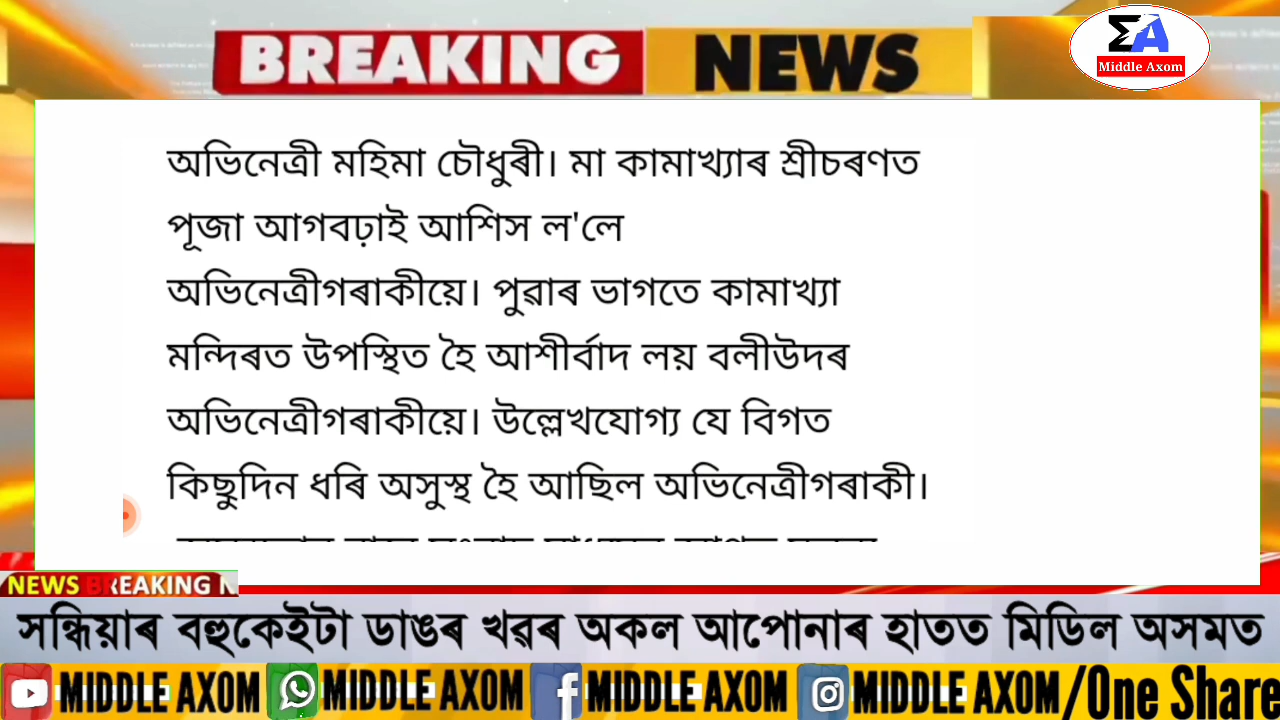 BREAKING NEWS
ΣA
Middle Axom
অভিনেত্ৰী মহিমা চৌধুৰী। মা কামাখ্যাৰ শ্ৰীচৰণত
পূজা আগবঢ়াই আশিস ল'লে
অভিনেত্ৰীগৰাকীয়ে। পুৱাৰ ভাগতে কামাখ্যা
মন্দিৰত উপস্থিত হৈ আশীৰ্বাদ লয় বলীউদৰ
অভিনেত্ৰীগৰাকীয়ে। উল্লেখযোগ্য যে বিগত
কিছুদিন ধৰি অসুস্থ হৈ আছিল অভিনেত্ৰীগৰাকী।
NEWS BREAKING N
সন্ধিয়াৰ বহুকেইটা ডাঙৰ খৱৰ অকল আপোনাৰ হাতত মিডিল অসমত
MIDDLE AXOM MIDDLE AXOM MIDDLE AXOM MIDDLE AXOM/One Share